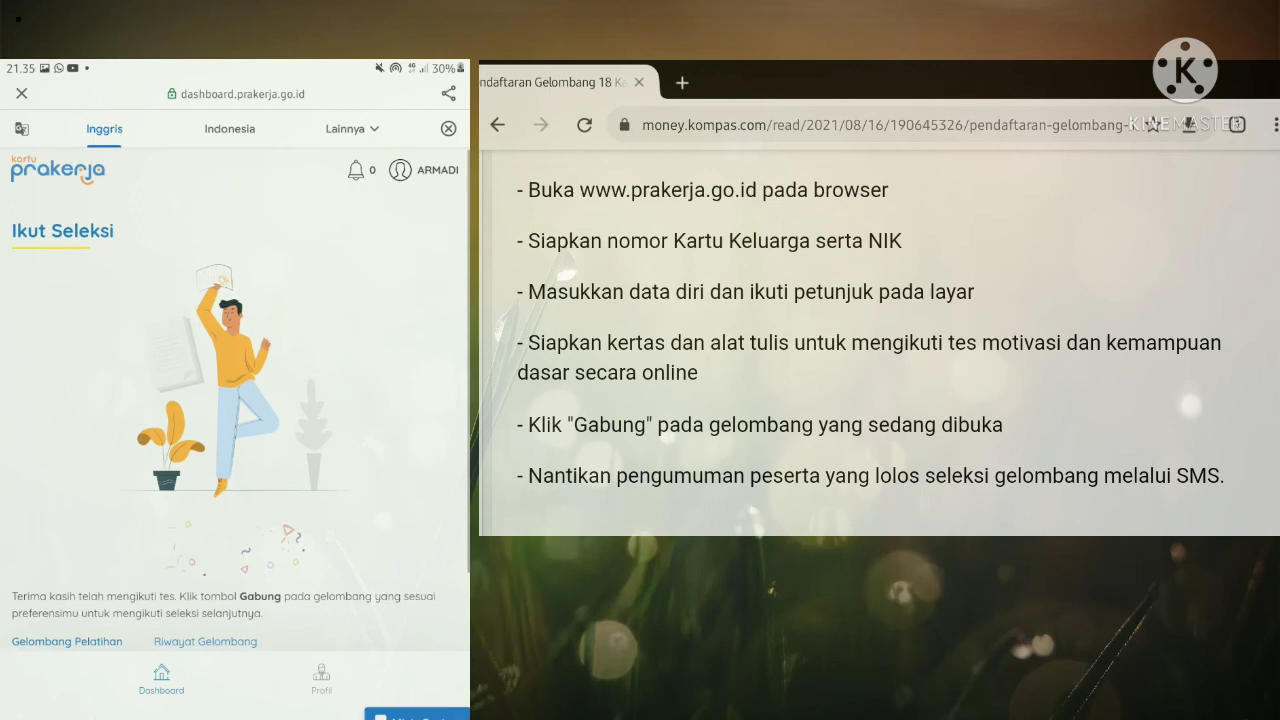 21.35
30%
dashboard.prakerja.go.id
Inggris
Indonesia
Lainnya
kartu
prakerja
0
ARMADI
Ikut Seleksi
Terima kasih telah mengikuti tes. Klik tombol Gabung pada gelombang yang sesuai
preferensimu untuk mengikuti seleksi selanjutnya.
Gelombang Pelatihan
Riwayat Gelombang
Dashboard
Profil
ndaftaran Gelombang 18 Ka
money.kompas.com/read/2021/08/16/190645326/pendaftaran-gelombang-
K
KINEMASTER
- Buka www.prakerja.go.id pada browser
- Siapkan nomor Kartu Keluarga serta NIK
- Masukkan data diri dan ikuti petunjuk pada layar
- Siapkan kertas dan alat tulis untuk mengikuti tes motivasi dan kemampuan
dasar secara online
- Klik "Gabung" pada gelombang yang sedang dibuka
- Nantikan pengumuman peserta yang lolos seleksi gelombang melalui SMS.